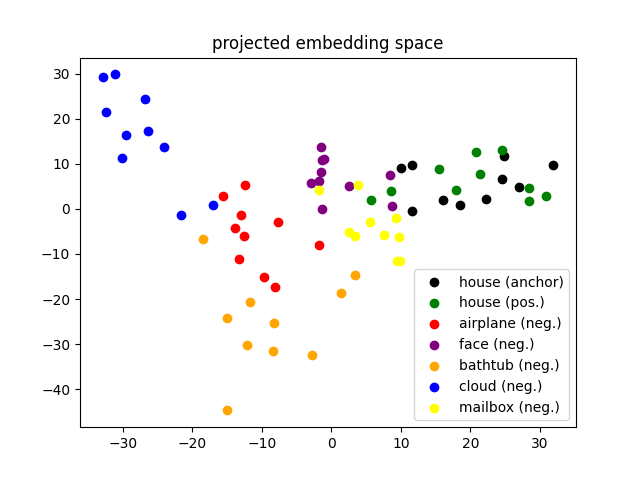 projected embedding space
30
20
10
0
−10
−20
−30
−40
−30
−20
−10
0
10
20
30
house (anchor)
house (pos.)
airplane (neg.)
face (neg.)
bathtub (neg.)
cloud (neg.)
mailbox (neg.)